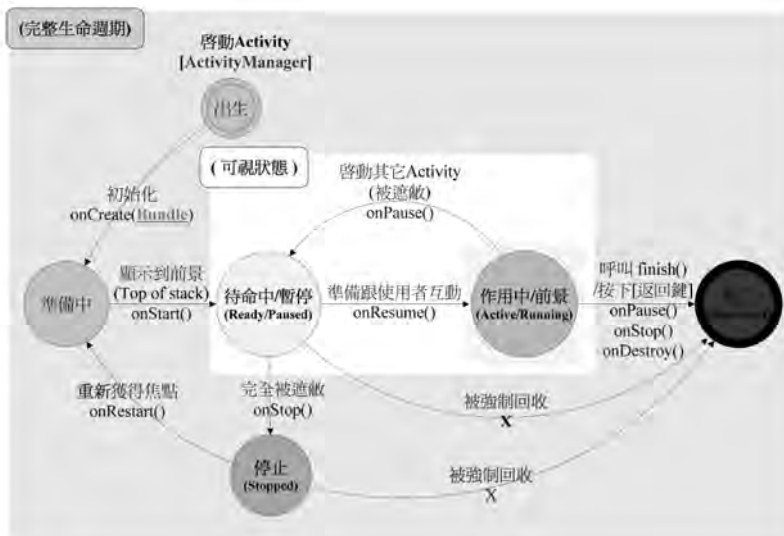 (完整生命週期)
啓動Activity
[ActivityManager]
出生
(可視狀態)
初始化
onCreate(Bundle)
啓動其它Activity
(被遮敝)
onPause()
準備中
顯示到前景
(Top of stack)
onStart()
待命中/暫停
(Ready/Paused)
準備跟使用者互動
onResume()
作用中/前景
(Active/Running)
呼叫 finish()
/按下[返回鍵]
onPause()
onStop()
onDestroy()
重新獲得焦點
onRestart()
完全被遮敝
onStop()
被強制回收
X
停止
(Stopped)
被強制回收
X